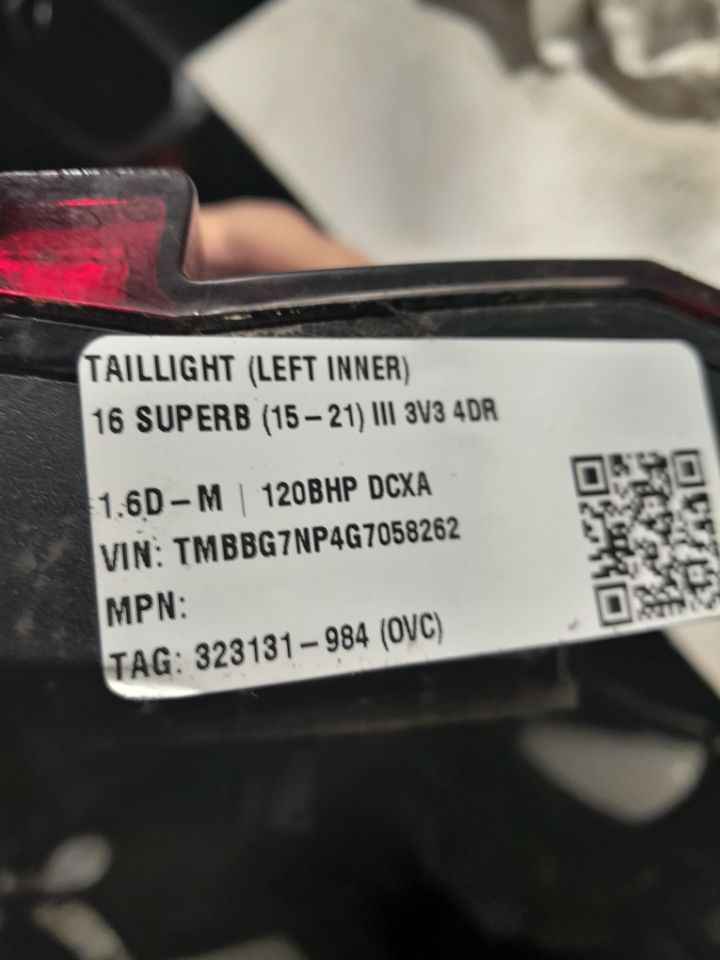 TAILLIGHT (LEFT INNER)
16 SUPERB (15-21) III 3V3 4DR
1.6D-M | 120BHP DCXA
VIN: TMBBG7NP4G7058262
MPN:
TAG: 323131-984 (OVC)